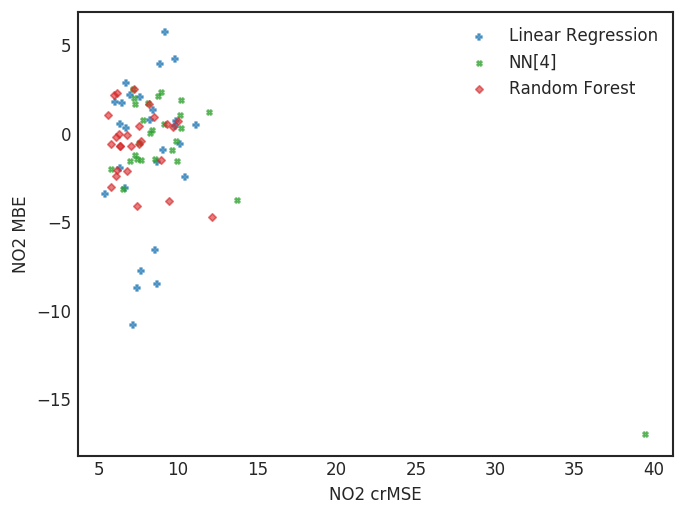 Linear Regression
NN[4]
Random Forest
5
0
−5
−10
−15
NO2 MBE
5 10 15 20 25 30 35 40
NO2 crMSE